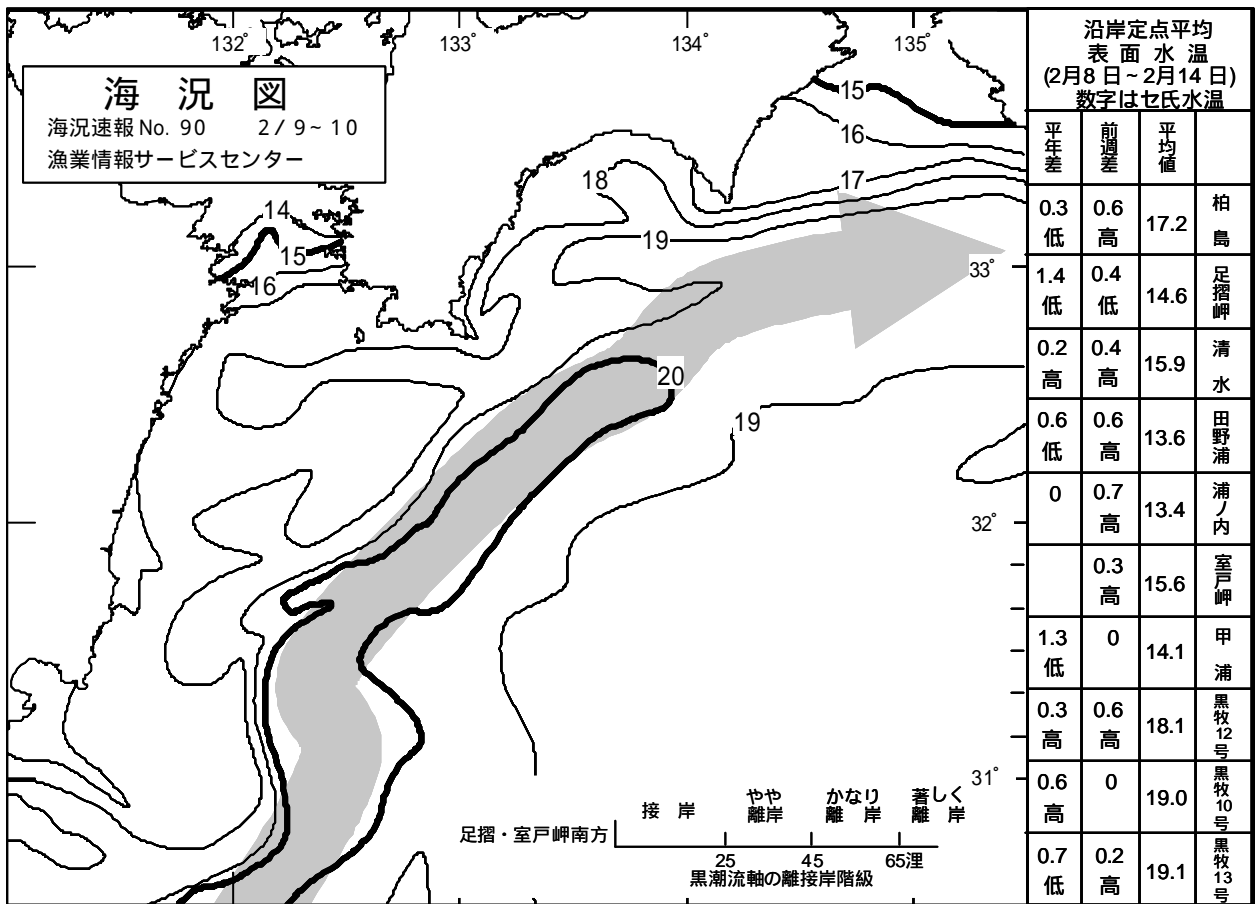 132°
133°
134°
135°
海況図
海況速報 No. 90　2/9~10
漁業情報サービスセンター
15
16
17
18
19
14
15
16
33°
20
19
32°
31°
接岸
やや離岸
かなり離岸
著しく離岸
足摺・室戸岬南方
25 45 65浬
黒潮流軸の離接岸階級
沿岸定点平均
表面水温
(2月8日~2月14日)
数字はセ氏水温
平年差 前週差 平均値
0.3低 0.6高 17.2 柏島
1.4低 0.4低 14.6 足摺岬
0.2高 0.4高 15.9 清水
0.6低 0.6高 13.6 田野浦
0 0.7高 13.4 浦ノ内
0.3高 15.6 室戸岬
1.3低 0 14.1 甲浦
0.3高 0.6高 18.1 黒牧12号
0.6高 0 19.0 黒牧10号
0.7低 0.2高 19.1 黒牧13号